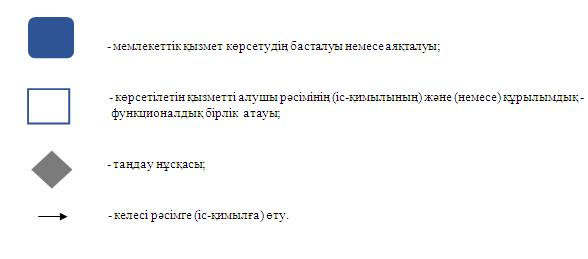 - мемлекеттік қызмет көрсетудің басталуы немесе аяқталуы;
- көрсетілетін қызметті алушы рәсімінің (іс-қимылының) және (немесе) құрылымдық -
функционалдық бірлік атауы;
- таңдау нұсқасы;
- келесі рәсімге (іс-қимылға) өту.